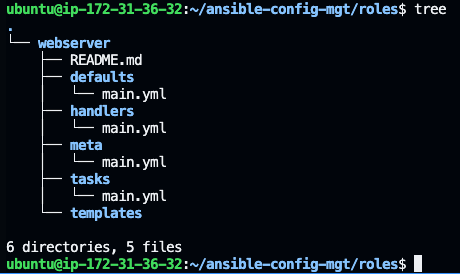 ubuntu@ip-172-31-36-32:~/ansible-config-mgt/roles$ tree
.
└── webserver
    ├── README.md
    ├── defaults
    │   └── main.yml
    ├── handlers
    │   └── main.yml
    ├── meta
    │   └── main.yml
    ├── tasks
    │   └── main.yml
    └── templates

6 directories, 5 files
ubuntu@ip-172-31-36-32:~/ansible-config-mgt/roles$